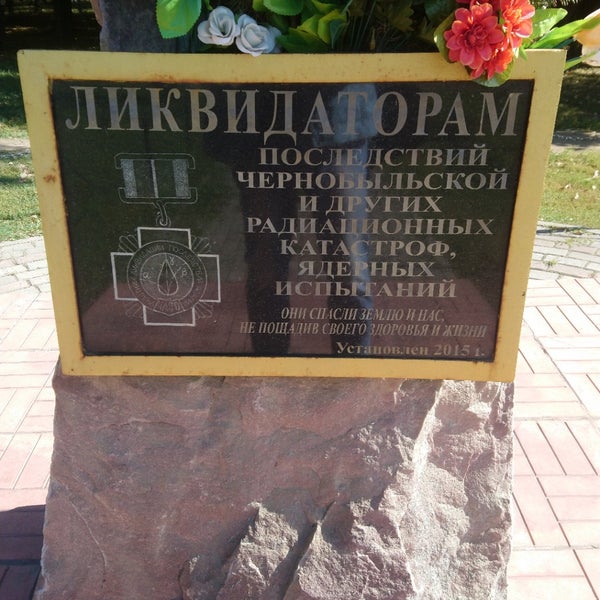 ЛИКВИДАТОРАМ
ПОСЛЕДСТВИЙ
ЧЕРНОБЫЛЬСКОЙ
И ДРУГИХ
РАДИАЦИОННЫХ
КАТАСТРОФ,
ЯДЕРНЫХ
ИСПЫТАНИЙ
ОНИ СПАСЛИ ЗЕМЛЮ И НАС,
НЕ ПОЩАДИВ СВОЕГО ЗДОРОВЬЯ И ЖИЗНИ
Установлен 2015 г.